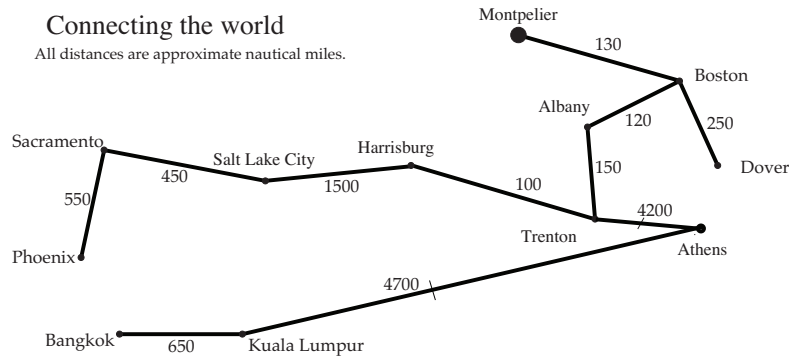 Connecting the world
All distances are approximate nautical miles.
Montpelier
130
Boston
Albany
120
250
Sacramento
Harrisburg
Salt Lake City
Dover
150
450
1500
100
550
4200
Trenton
Athens
Phoenix
4700
Bangkok
650
Kuala Lumpur